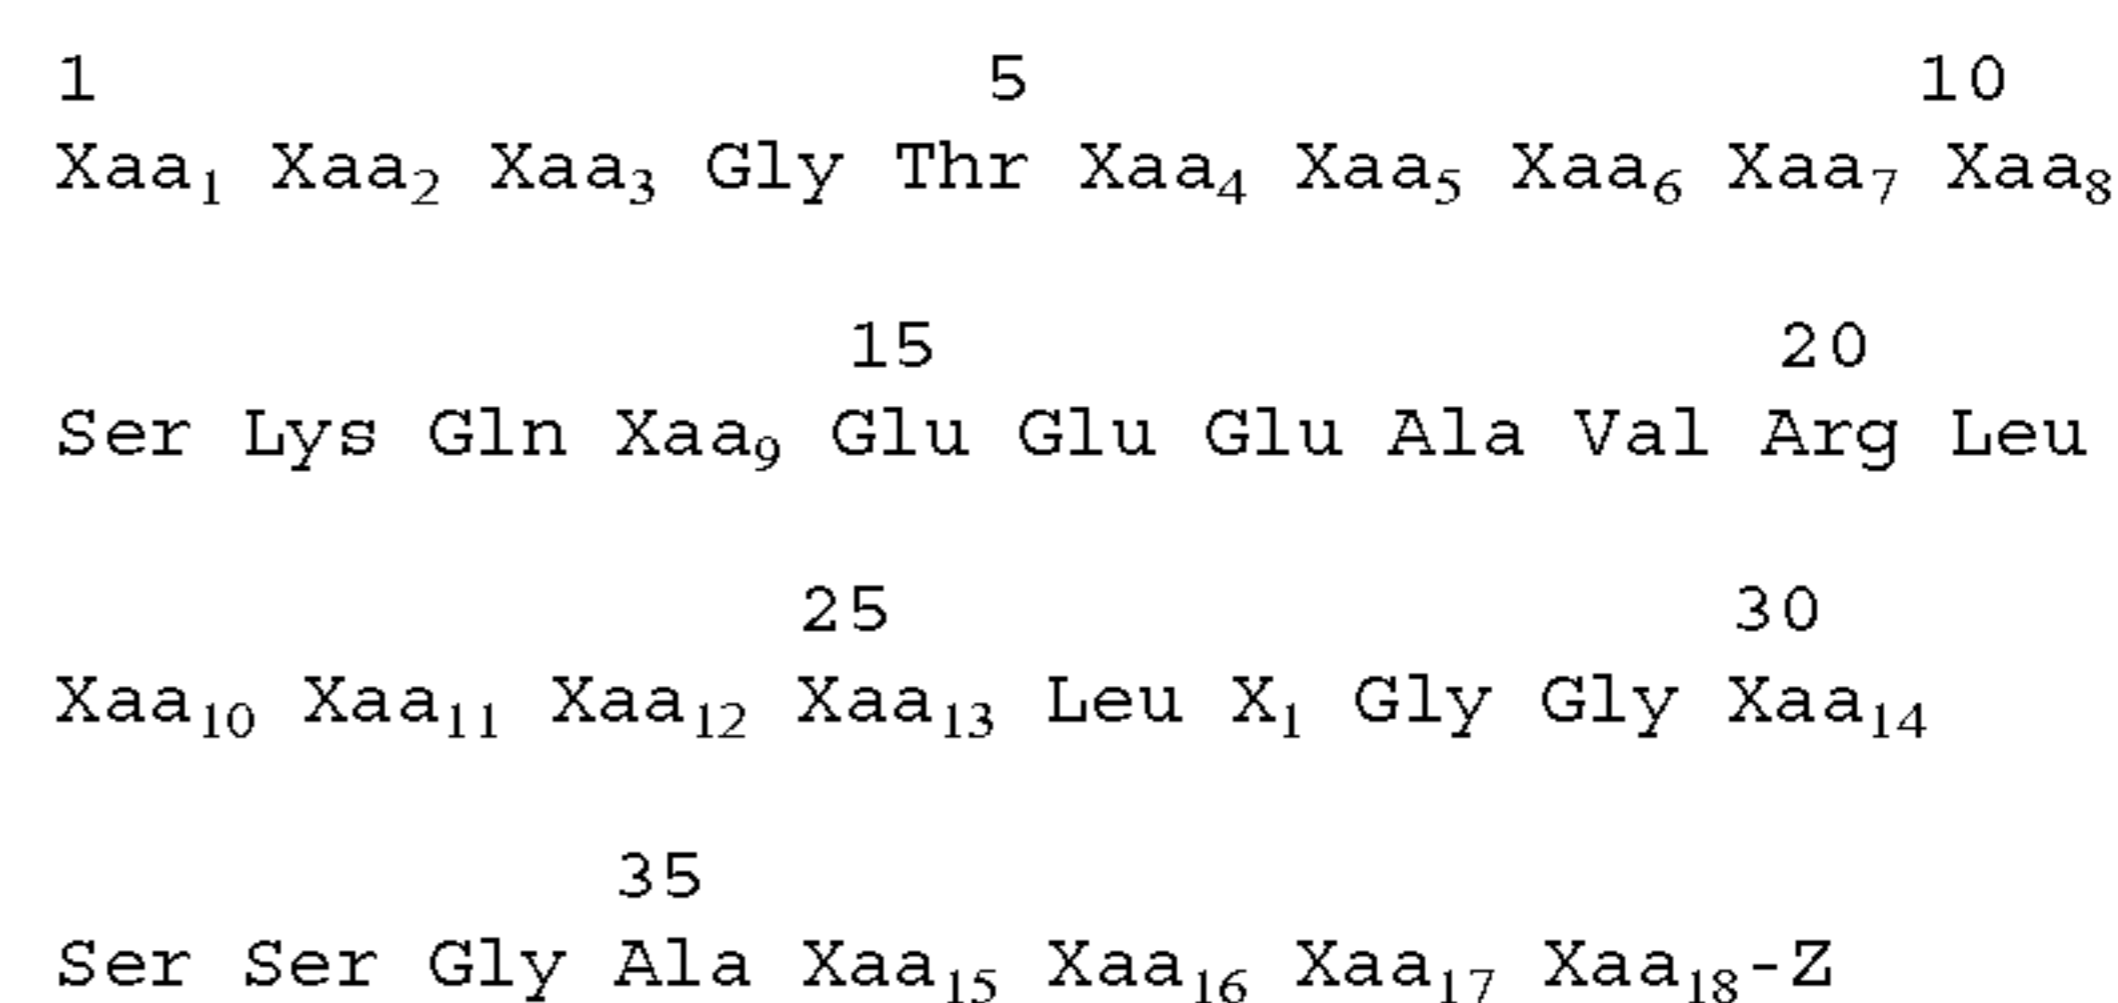 1 5 10
Xaa₁ Xaa₂ Xaa₃ Gly Thr Xaa₄ Xaa₅ Xaa₆ Xaa₇ Xaa₈
15 20
Ser Lys Gln Xaa₉ Glu Glu Glu Ala Val Arg Leu
25 30
Xaa₁₀ Xaa₁₁ Xaa₁₂ Xaa₁₃ Leu X₁ Gly Gly Xaa₁₄
35
Ser Ser Gly Ala Xaa₁₅ Xaa₁₆ Xaa₁₇ Xaa₁₈-Z